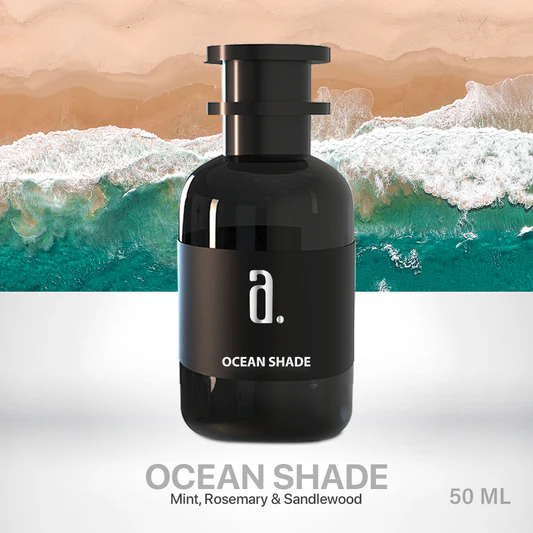 a.
OCEAN SHADE
OCEAN SHADE
Mint, Rosemary & Sandlewood
50 ML